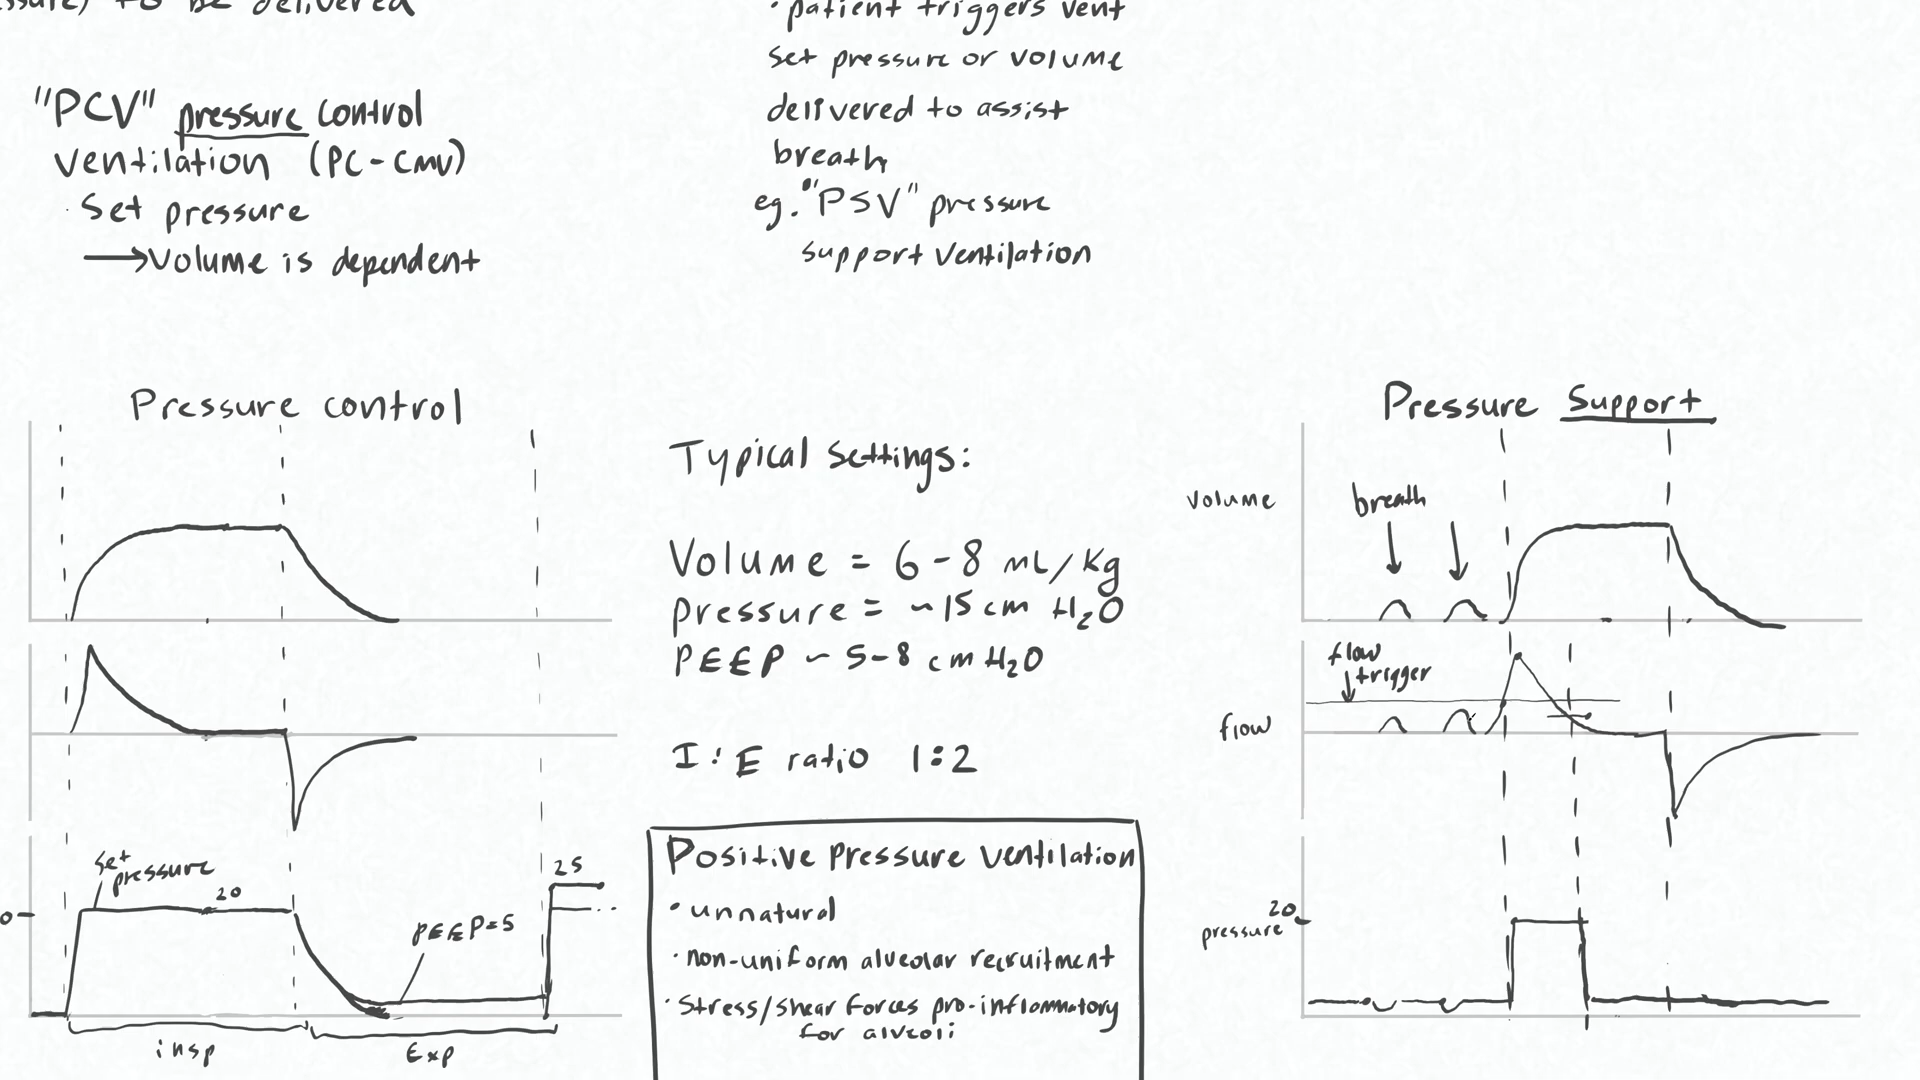 to be delivered
"PCV" pressure control
ventilation (PC-CMV)
· Set pressure
→ Volume is dependent
· patient triggers vent
set pressure or volume
delivered to assist
breath
eg. "PSV" pressure
support ventilation
Pressure control
set
pressure
20
PEEP=5
25
insp
Exp
Typical settings:
Volume = 6-8 mL/kg
pressure = ~15 cm H₂O
PEEP ~ 5-8 cm H₂O
I:E ratio 1:2
Positive Pressure Ventilation
· unnatural
· non-uniform alveolar recruitment
· Stress/shear forces pro-inflammatory
for alveoli
Pressure Support
volume
breath
flow
trigger
flow
20
pressure